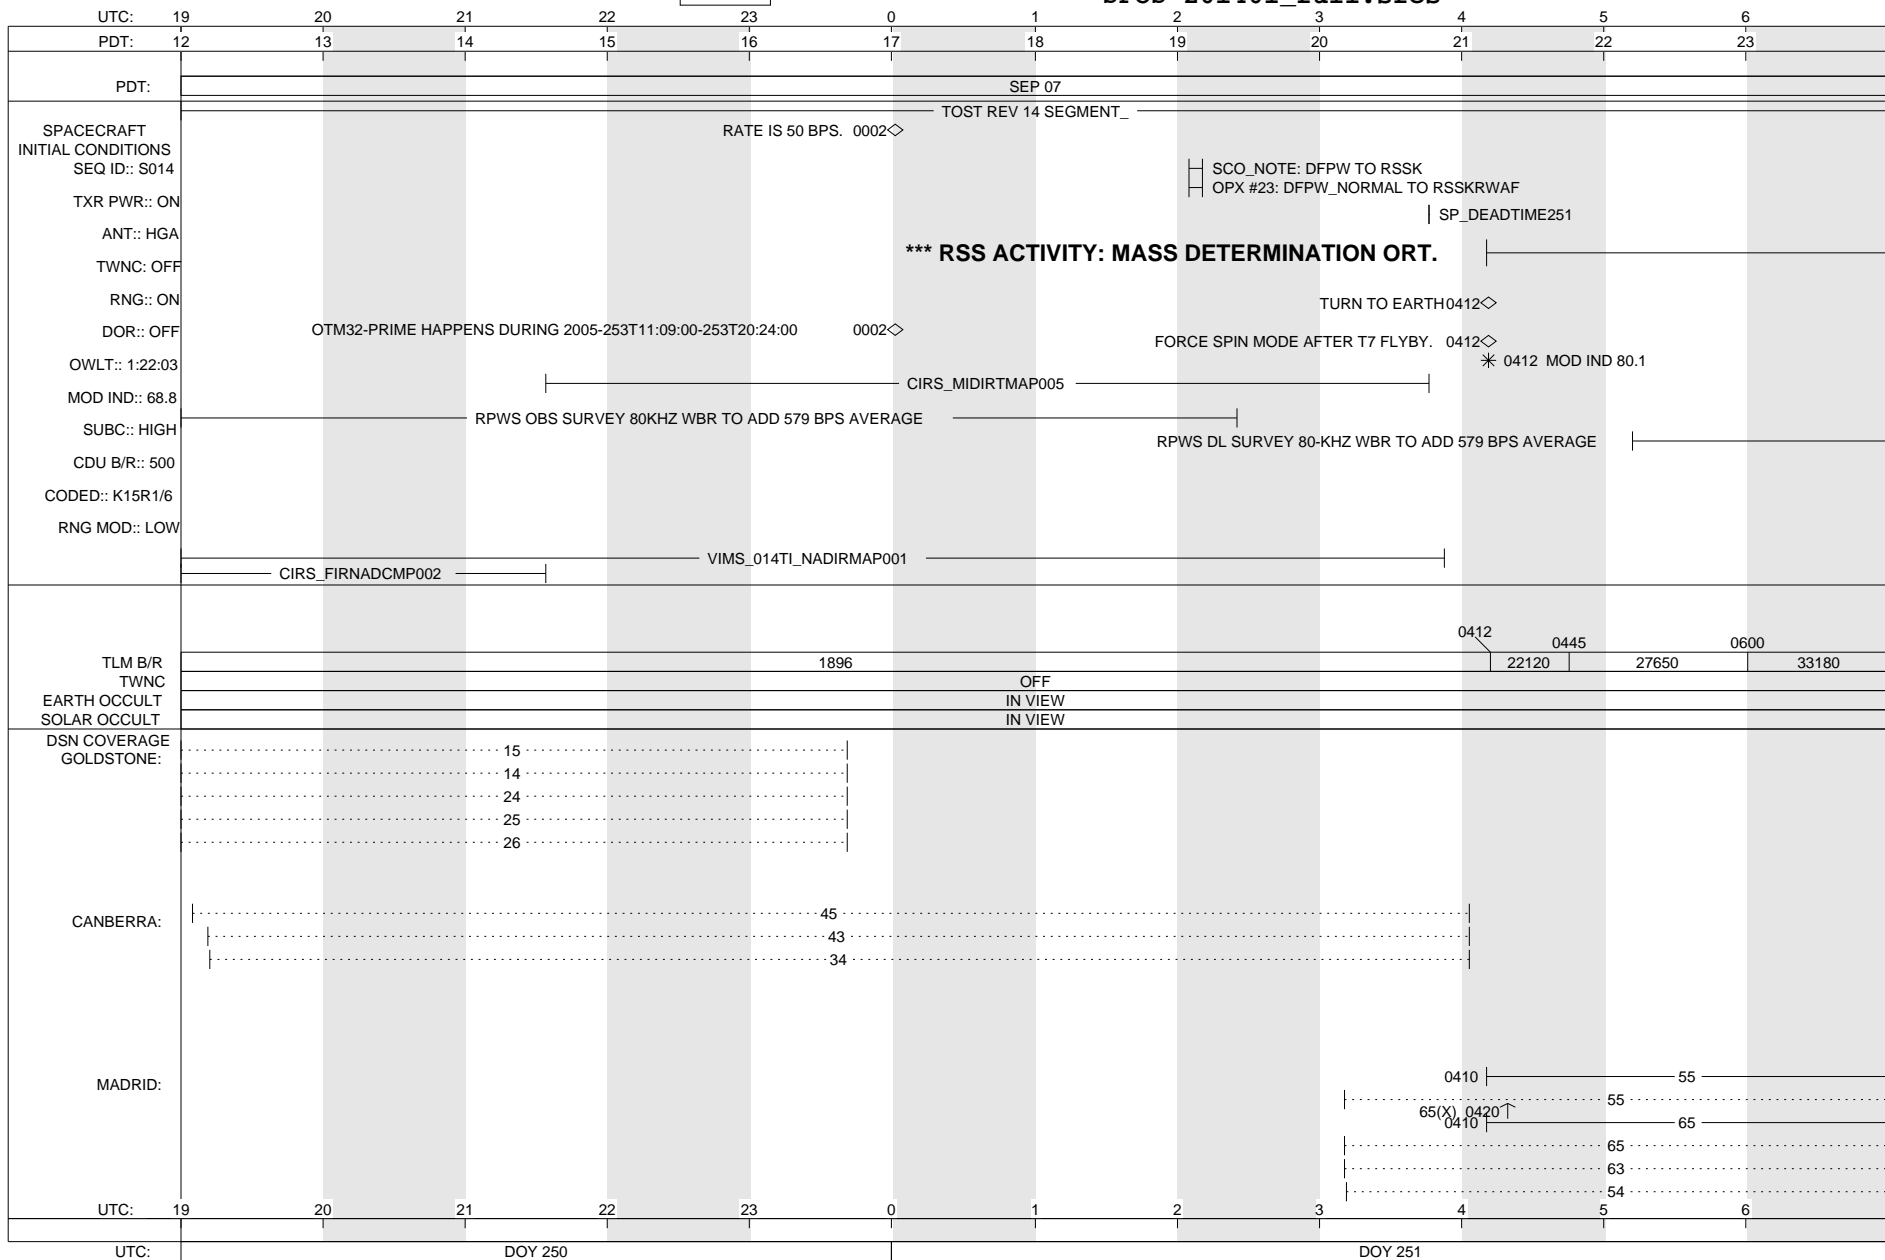 UTC: 19 20 21 22 23 0 1 2 3 4 5 6
PDT: 12 13 14 15 16 17 18 19 20 21 22 23
PDT: SEP 07
TOST REV 14 SEGMENT_
SPACECRAFT
INITIAL CONDITIONS
RATE IS 50 BPS. 0002
SEQ ID:: S014
SCO_NOTE: DFPW TO RSSK
OPX #23: DFPW_NORMAL TO RSSKRWAF
TXR PWR:: ON
SP_DEADTIME251
ANT:: HGA
*** RSS ACTIVITY: MASS DETERMINATION ORT.
TWNC: OFF
RNG:: ON
TURN TO EARTH0412
DOR:: OFF
OTM32-PRIME HAPPENS DURING 2005-253T11:09:00-253T20:24:00 0002
FORCE SPIN MODE AFTER T7 FLYBY. 0412
OWLT:: 1:22:03
0412 MOD IND 80.1
CIRS_MIDIRTMAP005
MOD IND:: 68.8
RPWS OBS SURVEY 80KHZ WBR TO ADD 579 BPS AVERAGE
SUBC:: HIGH
RPWS DL SURVEY 80-KHZ WBR TO ADD 579 BPS AVERAGE
CDU B/R:: 500
CODED:: K15R1/6
RNG MOD:: LOW
VIMS_014TI_NADIRMAP001
CIRS_FIRNADCMP002
0412 0445 0600
TLM B/R 1896 22120 27650 33180
TWNC OFF
EARTH OCCULT IN VIEW
SOLAR OCCULT IN VIEW
DSN COVERAGE
GOLDSTONE:
15
14
24
25
26
CANBERRA:
45
43
34
MADRID:
0410 55
55
65(X) 0420
0410 65
65
63
54
UTC: 19 20 21 22 23 0 1 2 3 4 5 6
UTC: DOY 250 DOY 251